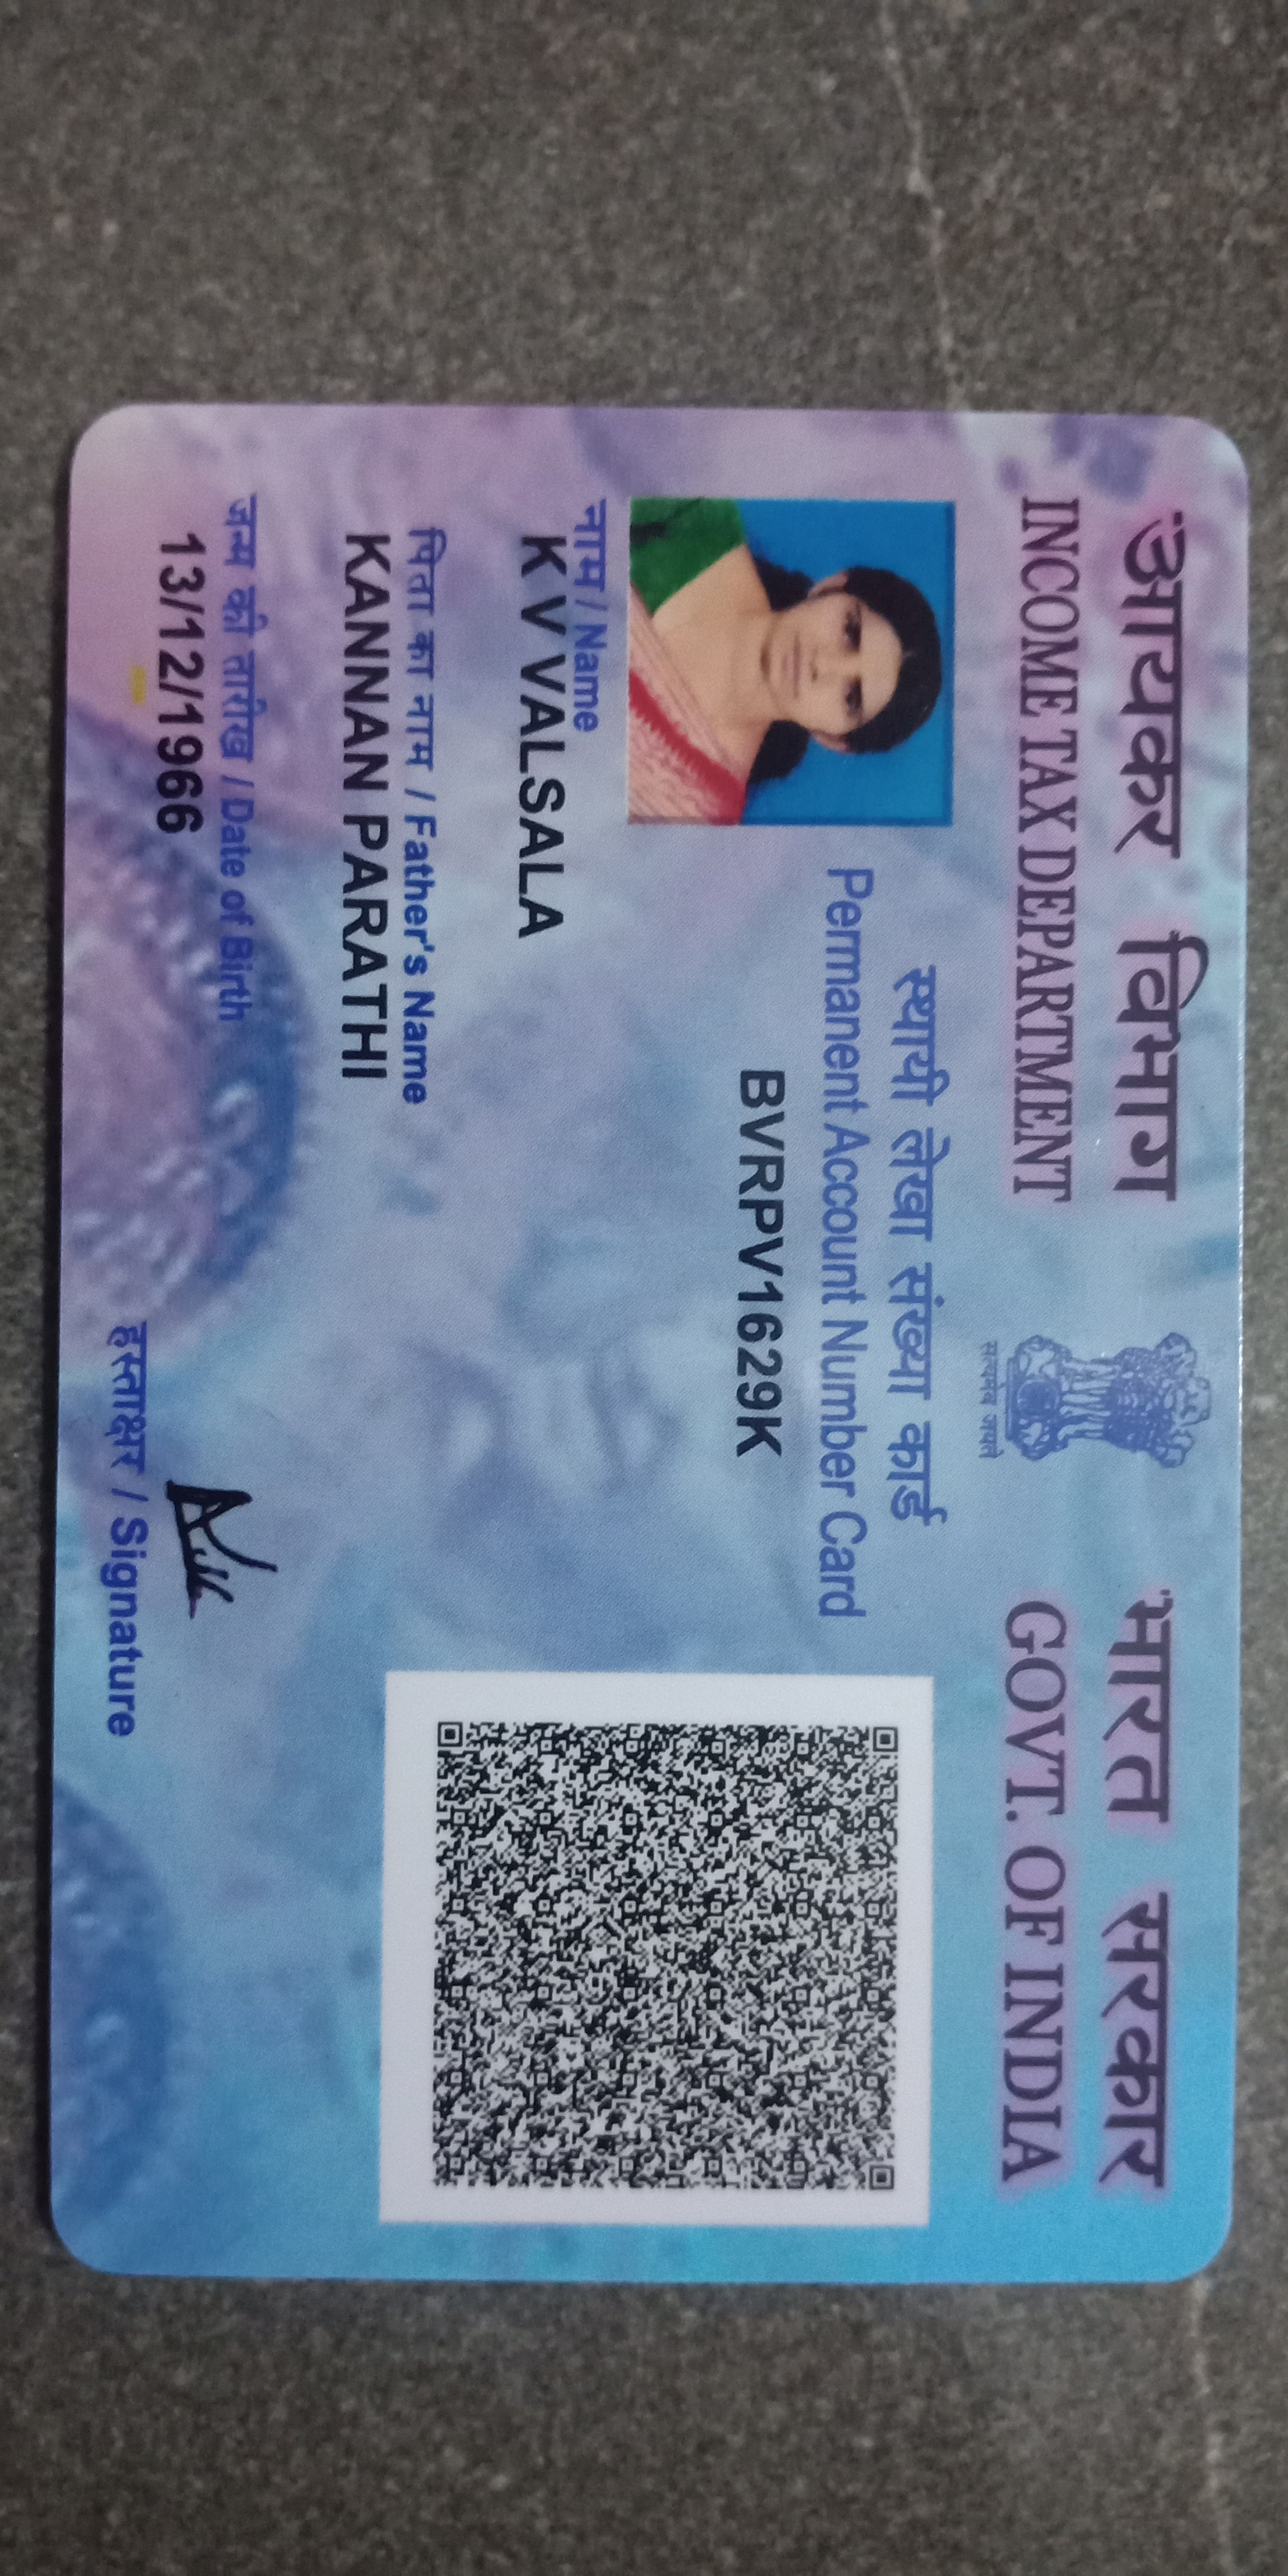 आयकर विभाग
INCOME TAX DEPARTMENT
सत्यमेव जयते
भारत सरकार
GOVT. OF INDIA
स्थायी लेखा संख्या कार्ड
Permanent Account Number Card
BVRPV1629K
नाम / Name
K V VALSALA
पिता का नाम / Father's Name
KANNAN PARATHI
जन्म की तारीख / Date of Birth
13/12/1966
हस्ताक्षर / Signature